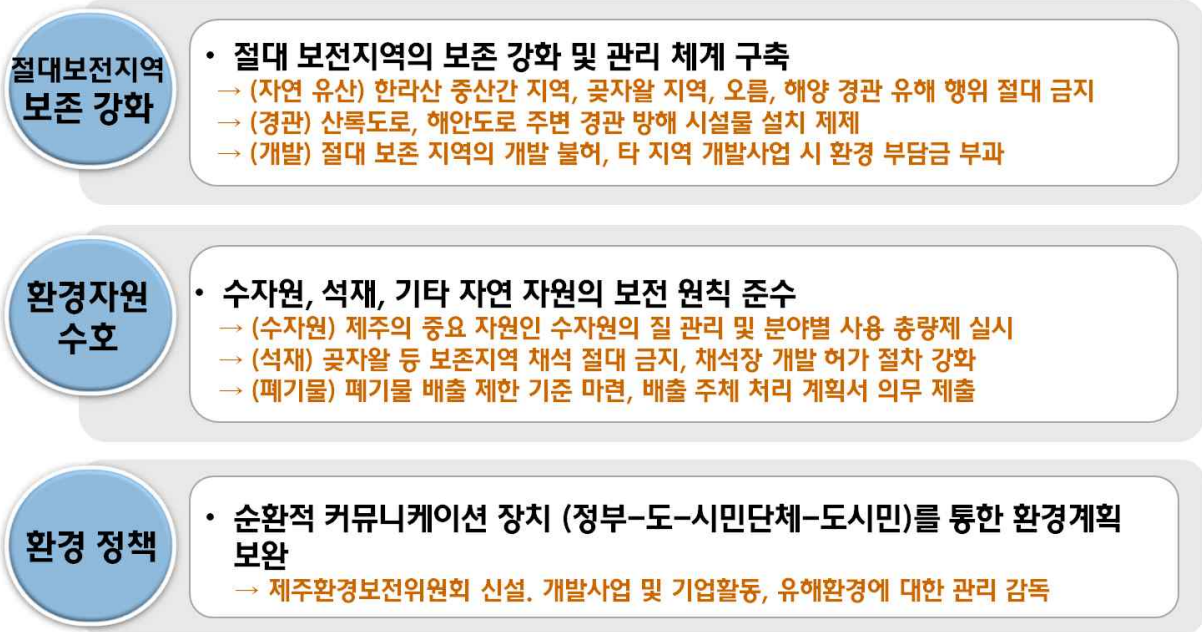 절대보전지역
보존 강화
• 절대 보전지역의 보존 강화 및 관리 체계 구축
→ (자연 유산) 한라산 중산간 지역, 곶자왈 지역, 오름, 해양 경관 유해 행위 절대 금지
→ (경관) 산록도로, 해안도로 주변 경관 방해 시설물 설치 제제
→ (개발) 절대 보존 지역의 개발 불허, 타 지역 개발사업 시 환경 부담금 부과
환경자원
수호
• 수자원, 석재, 기타 자연 자원의 보전 원칙 준수
→ (수자원) 제주의 중요 자원인 수자원의 질 관리 및 분야별 사용 총량제 실시
→ (석재) 곶자왈 등 보존지역 채석 절대 금지, 채석장 개발 허가 절차 강화
→ (폐기물) 폐기물 배출 제한 기준 마련, 배출 주체 처리 계획서 의무 제출
환경 정책
• 순환적 커뮤니케이션 장치 (정부-도-시민단체-도시민)를 통한 환경계획
보완
→ 제주환경보전위원회 신설. 개발사업 및 기업활동, 유해환경에 대한 관리 감독